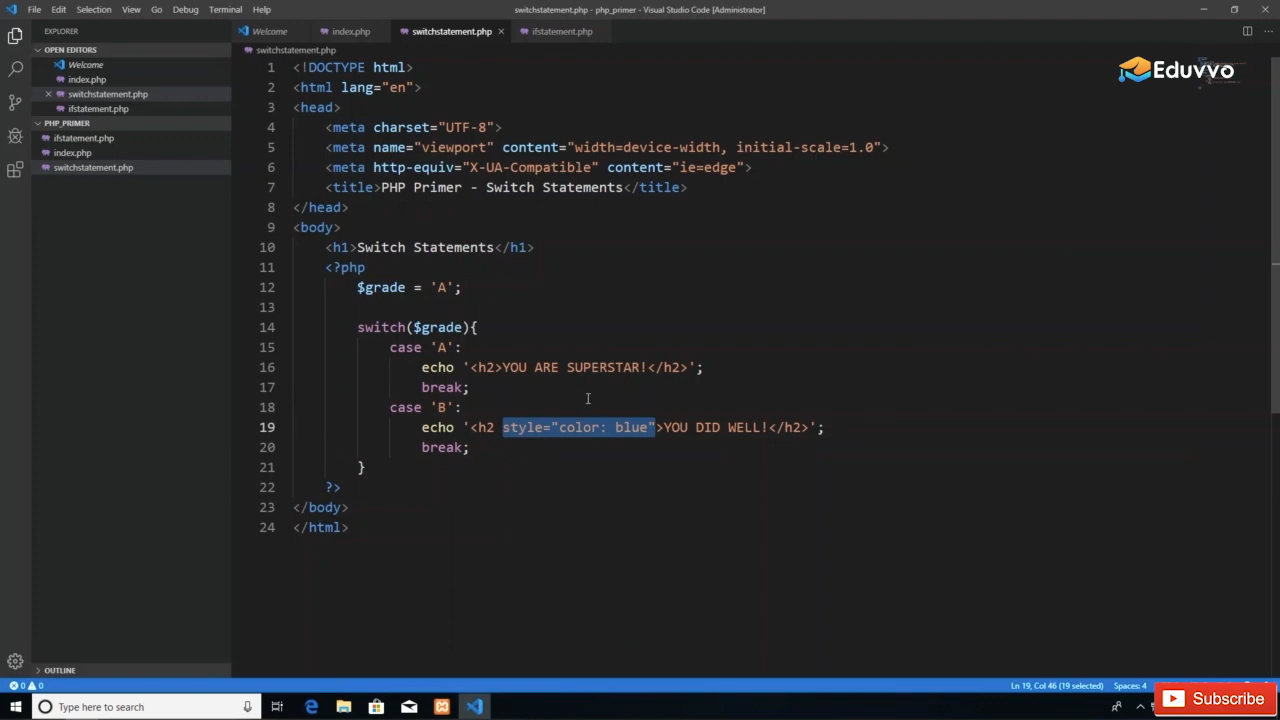 File Edit Selection View Go Debug Terminal Help
switchstatement.php - php_primer - Visual Studio Code [Administrator]
EXPLORER
OPEN EDITORS
Welcome
index.php
switchstatement.php
ifstatement.php
PHP_PRIMER
ifstatement.php
index.php
switchstatement.php
OUTLINE
Welcome index.php switchstatement.php ifstatement.php
switchstatement.php
Eduvvo
1 <!DOCTYPE html>
2 <html lang="en">
3 <head>
4 <meta charset="UTF-8">
5 <meta name="viewport" content="width=device-width, initial-scale=1.0">
6 <meta http-equiv="X-UA-Compatible" content="ie=edge">
7 <title>PHP Primer - Switch Statements</title>
8 </head>
9 <body>
10 <h1>Switch Statements</h1>
11 <?php
12 $grade = 'A';
13
14 switch($grade){
15 case 'A':
16 echo '<h2>YOU ARE SUPERSTAR!</h2>';
17 break;
18 case 'B':
19 echo '<h2 style="color: blue">YOU DID WELL!</h2>';
20 break;
21 }
22 ?>
23 </body>
24 </html>
0 0
Ln 19, Col 46 (19 selected) Spaces: 4
Type here to search
Subscribe